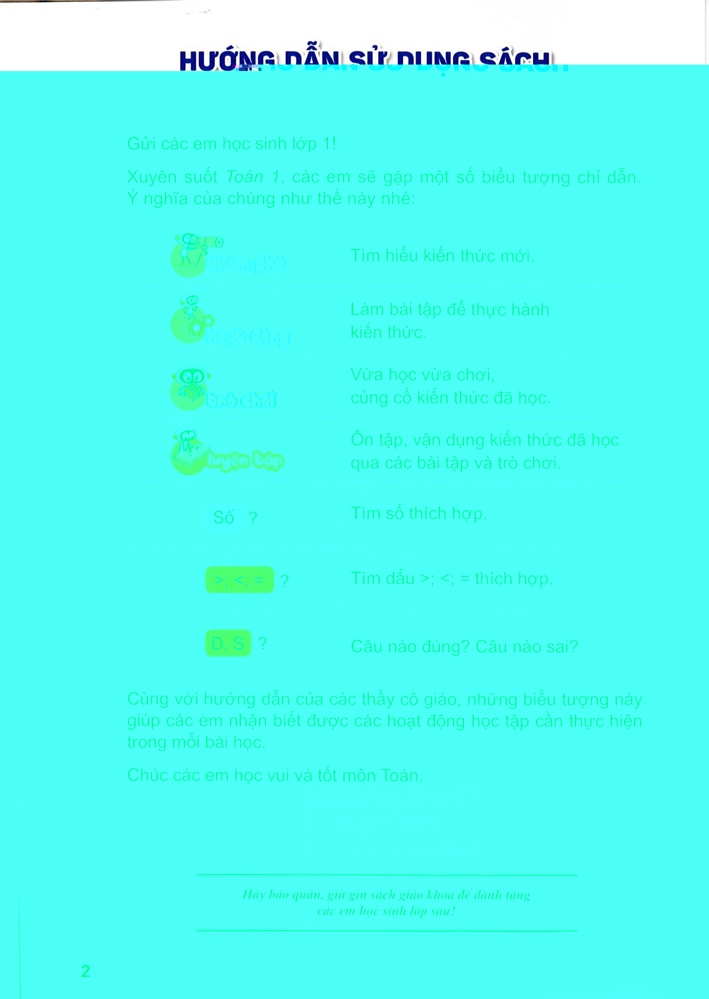 HƯỚNG DẪN SỬ DỤNG SÁCH
Gửi các em học sinh lớp 1!
Xuyên suốt Toán 1, các em sẽ gặp một số biểu tượng chỉ dẫn.
Ý nghĩa của chúng như thế này nhé:
khám phá
Tìm hiểu kiến thức mới.
hoạt động
Làm bài tập để thực hành
kiến thức.
trò chơi
Vừa học vừa chơi,
củng cố kiến thức đã học.
luyện tập
Ôn tập, vận dụng kiến thức đã học
qua các bài tập và trò chơi.
Số ?
Tìm số thích hợp.
>; <; = ?
Tìm dấu >; <; = thích hợp.
Đ, S ?
Câu nào đúng? Câu nào sai?
Cùng với hướng dẫn của các thầy cô giáo, những biểu tượng này
giúp các em nhận biết được các hoạt động học tập cần thực hiện
trong mỗi bài học.
Chúc các em học vui và tốt môn Toán.
Hãy bảo quản, giữ gìn sách giáo khoa để dành tặng
các em học sinh lớp sau!
2